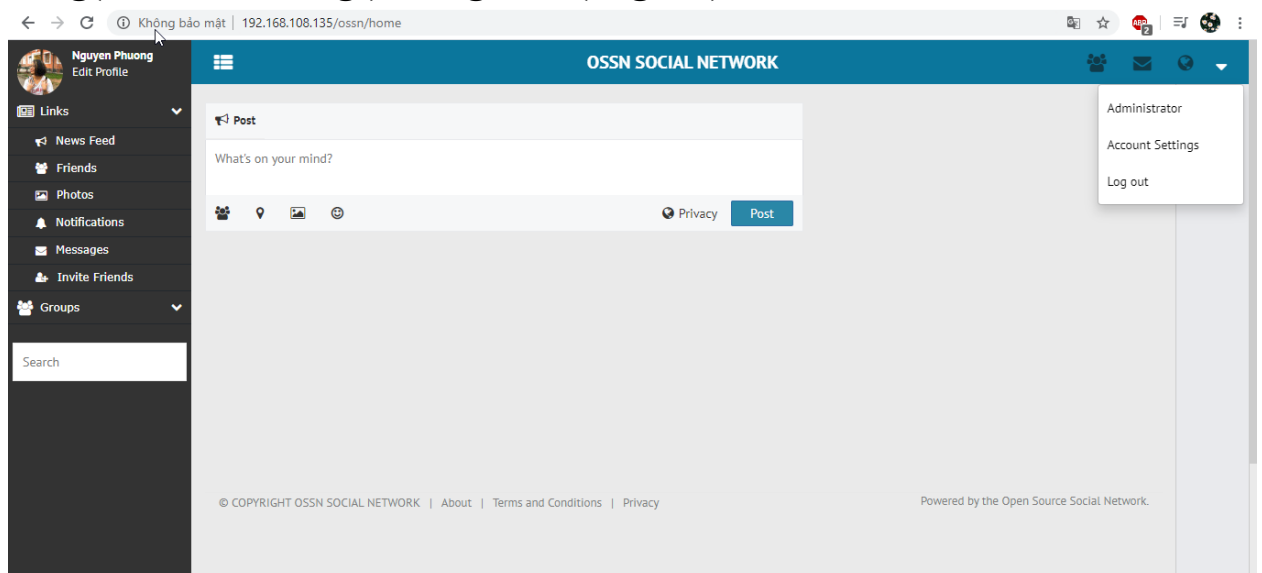 Không bảo mật | 192.168.108.135/ossn/home
ABP
2
Nguyen Phuong
Edit Profile
OSSN SOCIAL NETWORK
Links
News Feed
Friends
Photos
Notifications
Messages
Invite Friends
Groups
Search
Post
What's on your mind?
Privacy
Post
Administrator
Account Settings
Log out
© COPYRIGHT OSSN SOCIAL NETWORK | About | Terms and Conditions | Privacy
Powered by the Open Source Social Network.